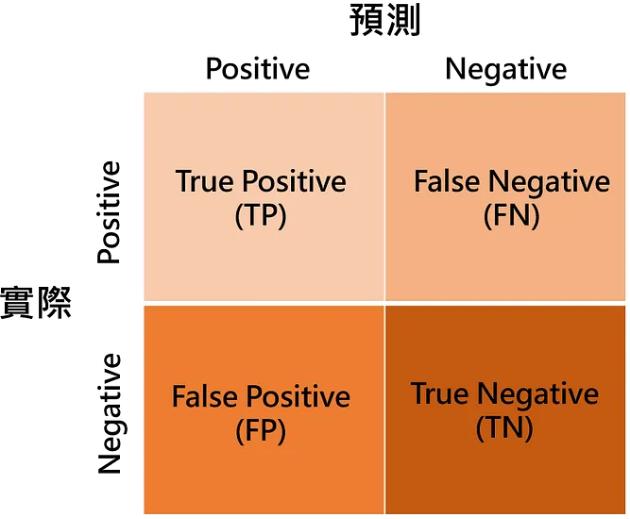 預測
Positive
Negative
Positive
True Positive
(TP)
False Negative
(FN)
實際
Negative
False Positive
(FP)
True Negative
(TN)